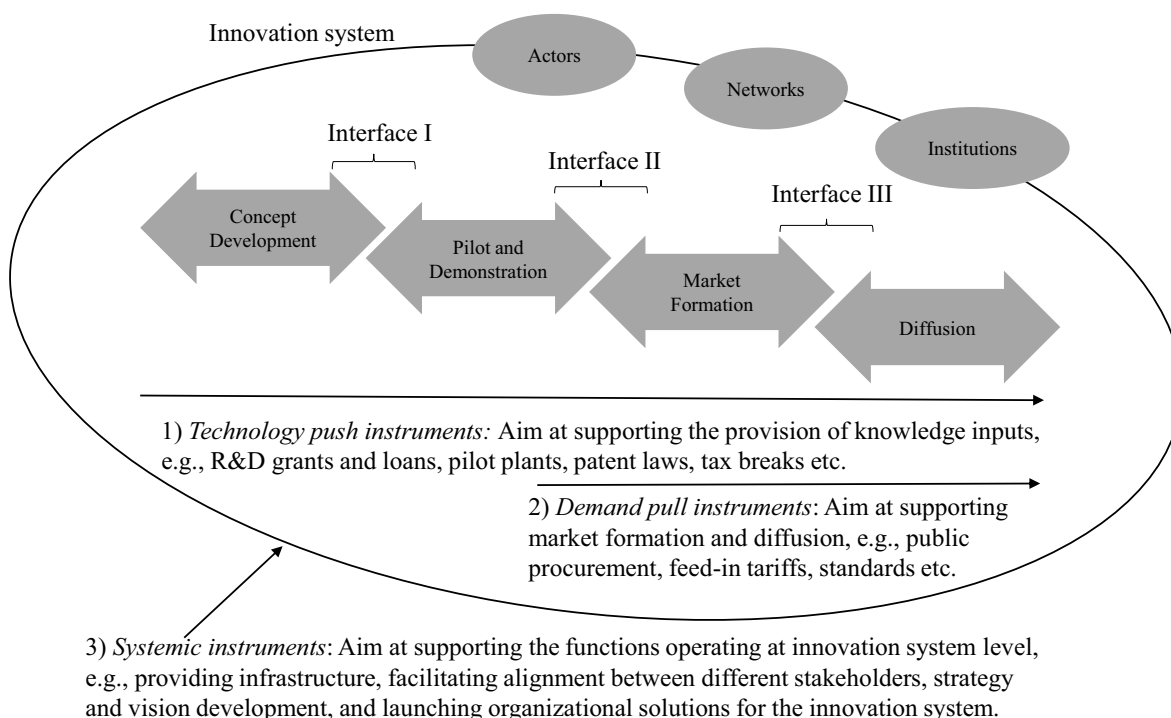 Innovation system
Actors
Networks
Institutions
Interface I
Interface II
Interface III
Concept
Development
Pilot and
Demonstration
Market
Formation
Diffusion
1) Technology push instruments: Aim at supporting the provision of knowledge inputs,
e.g., R&D grants and loans, pilot plants, patent laws, tax breaks etc.
2) Demand pull instruments: Aim at supporting
market formation and diffusion, e.g., public
procurement, feed-in tariffs, standards etc.
3) Systemic instruments: Aim at supporting the functions operating at innovation system level,
e.g., providing infrastructure, facilitating alignment between different stakeholders, strategy
and vision development, and launching organizational solutions for the innovation system.